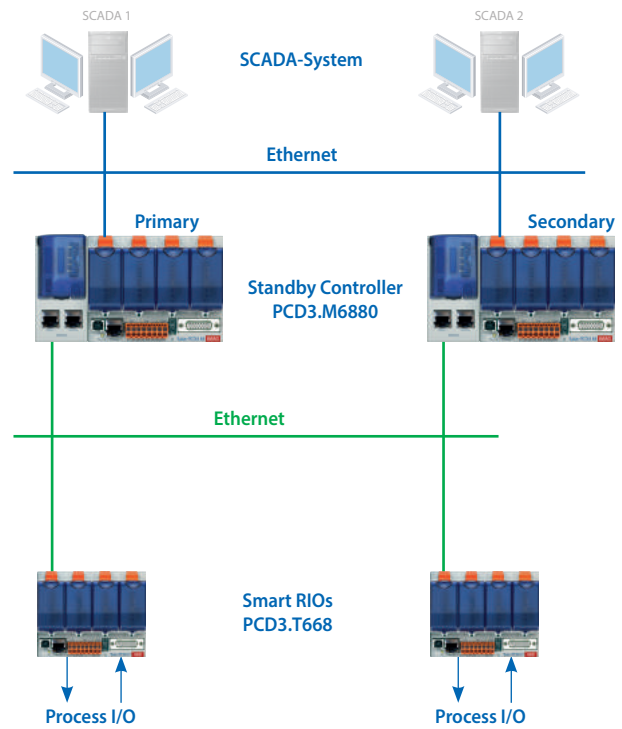 SCADA 1
SCADA 2
SCADA-System
Ethernet
Primary
Secondary
Standby Controller
PCD3.M6880
Ethernet
Smart RIOs
PCD3.T668
Process I/O
Process I/O